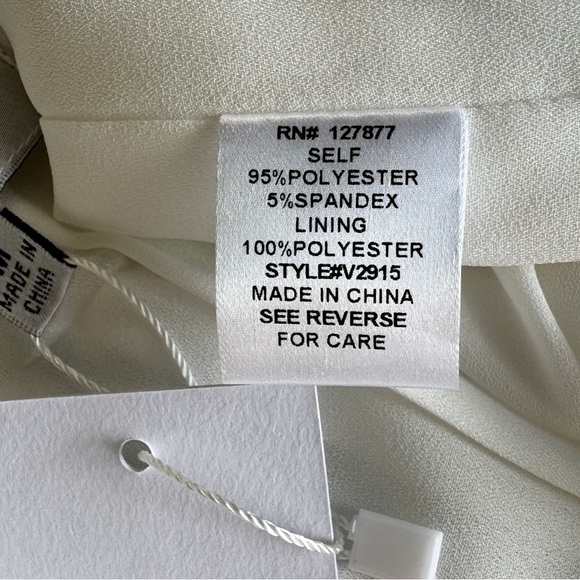 RN# 127877
SELF
95%POLYESTER
5%SPANDEX
LINING
100%POLYESTER
STYLE#V2915
MADE IN CHINA
SEE REVERSE
FOR CARE
M
MADE IN
CHINA